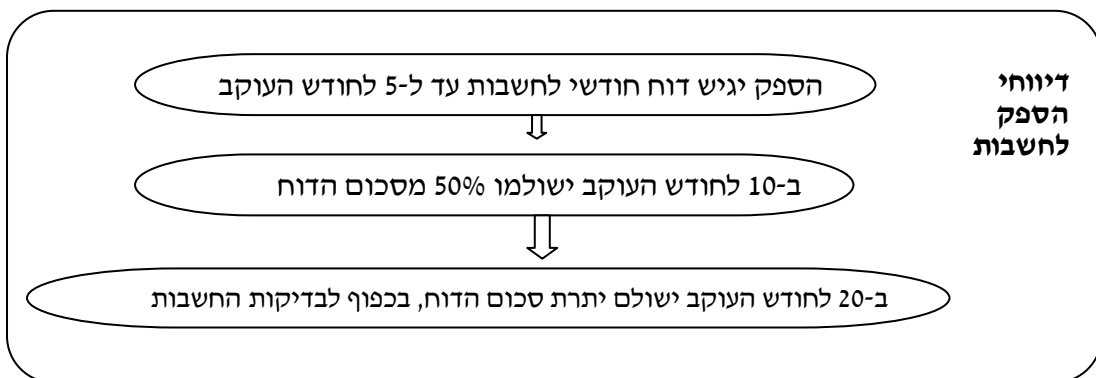 דיווחי
הספק
לחשבות
הספק יגיש דוח חודשי לחשבות עד ל-5 לחודש העוקב
ב-10 לחודש העוקב ישולמו 50% מסכום הדוח
ב-20 לחודש העוקב ישולם יתרת סכום הדוח, בכפוף לבדיקות החשבות